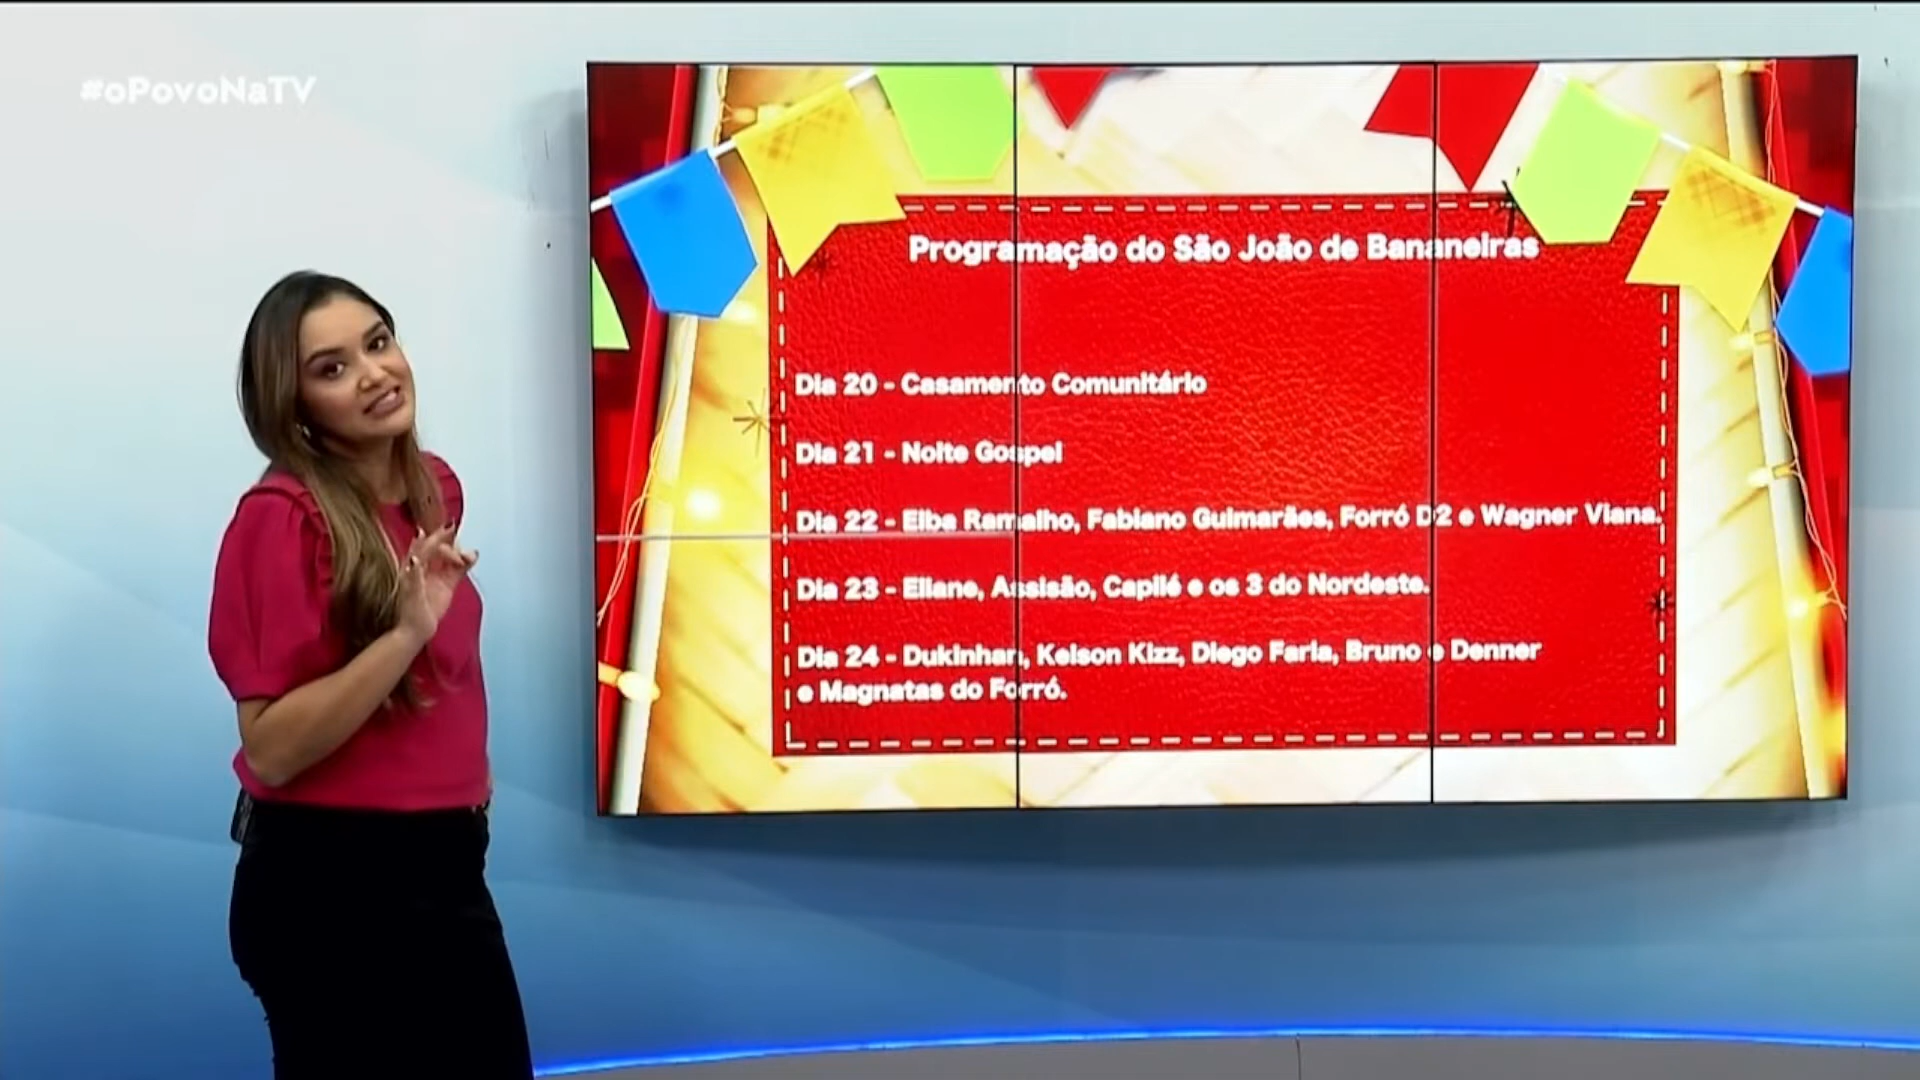 #oPovoNaTV
Programação do São João de Bananeiras
Dia 20 - Casamento Comunitário
Dia 21 - Noite Gospel
Dia 22 - Elba Ramalho, Fabiano Guimarães, Forró D2 e Wagner Viana.
Dia 23 - Eliane, Assisão, Capilé e os 3 do Nordeste.
Dia 24 - Dukinhan, Kelson Kizz, Diego Faria, Bruno e Denner
e Magnatas do Forró.